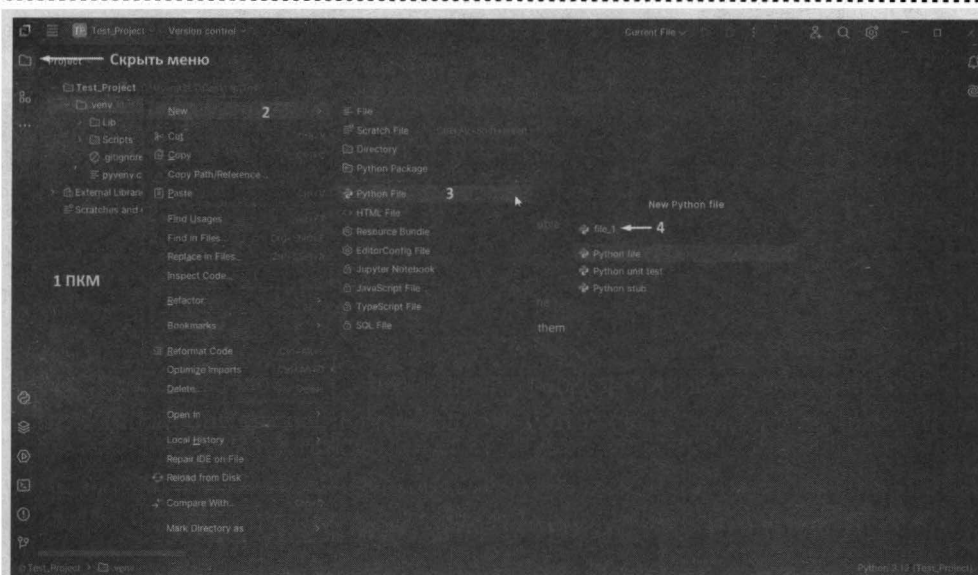 TE Test_Project Version control Current File
Project Скрыть меню
Test_Project
.venv
Lib
Scripts
.gitignore
pyvenv.c
External Librari
Scratches and
1 ПКМ
New 2
Cut
Copy
Copy Path/Reference...
Paste
Find Usages
Find in Files...
Replace in Files...
Inspect Code...
Refactor
Bookmarks
Reformat Code
Optimize Imports
Delete...
Open In
Local History
Repair IDE on File
Reload from Disk
Compare With...
Mark Directory as
File
Scratch File
Directory
Python Package
Python File 3
HTML File
Resource Bundle
EditorConfig File
Jupyter Notebook
JavaScript File
TypeScript File
SQL File
New Python file
file_1 4
Python file
Python unit test
Python stub
them
Test_Project > .venv
Python 3.13 (Test_Project)